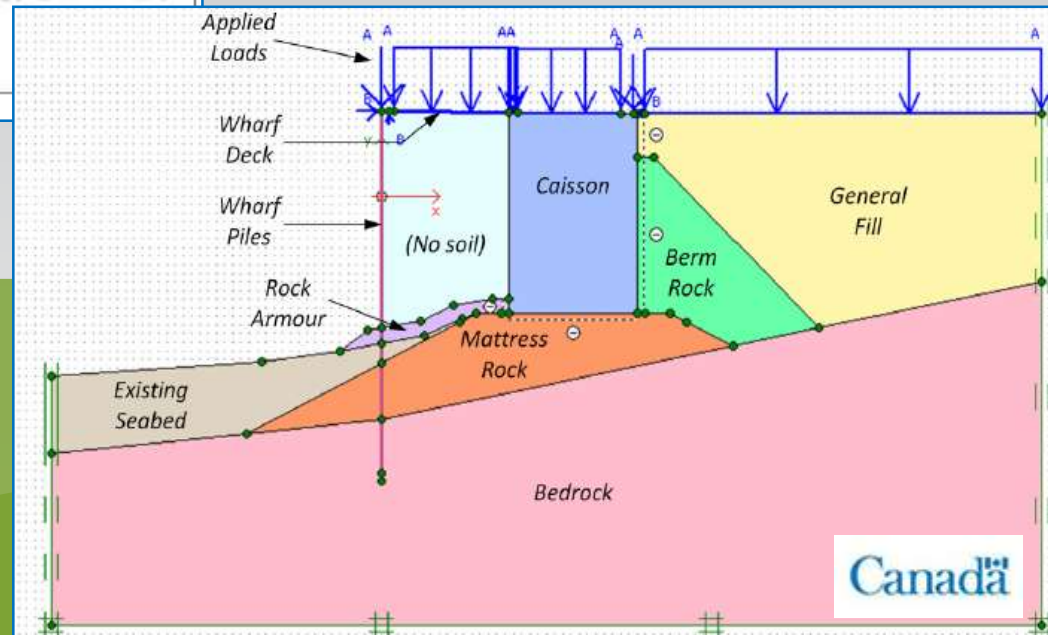 Applied
Loads
A
A
AA
A
A
A
A
A
B
B
Wharf
Deck
y
B
Wharf
Piles
x
Caisson
General
Fill
(No soil)
Berm
Rock
Rock
Armour
Mattress
Rock
Existing
Seabed
Bedrock
Canada